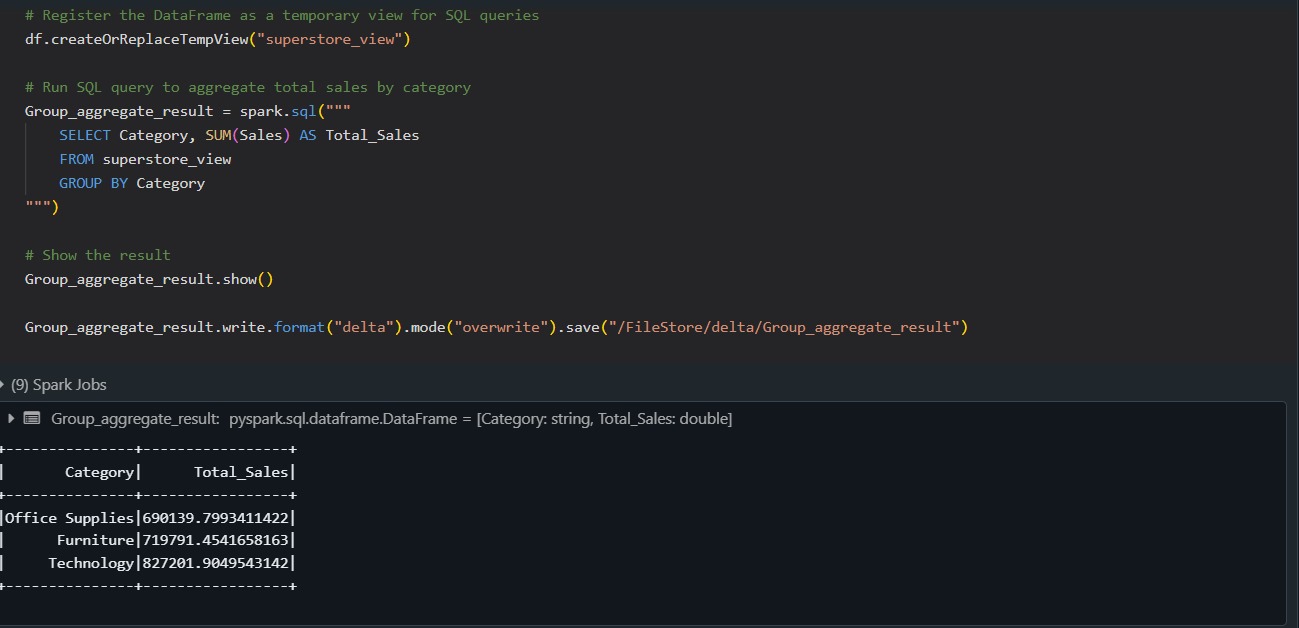 # Register the DataFrame as a temporary view for SQL queries
df.createOrReplaceTempView("superstore_view")
# Run SQL query to aggregate total sales by category
Group_aggregate_result = spark.sql("""
SELECT Category, SUM(Sales) AS Total_Sales
FROM superstore_view
GROUP BY Category
""")
# Show the result
Group_aggregate_result.show()
Group_aggregate_result.write.format("delta").mode("overwrite").save("/FileStore/delta/Group_aggregate_result")
(9) Spark Jobs
Group_aggregate_result: pyspark.sql.dataframe.DataFrame = [Category: string, Total_Sales: double]
+---------------+-----------------+
|       Category|      Total_Sales|
+---------------+-----------------+
|Office Supplies|690139.7993411422|
|      Furniture|719791.4541658163|
|     Technology|827201.9049543142|
+---------------+-----------------+